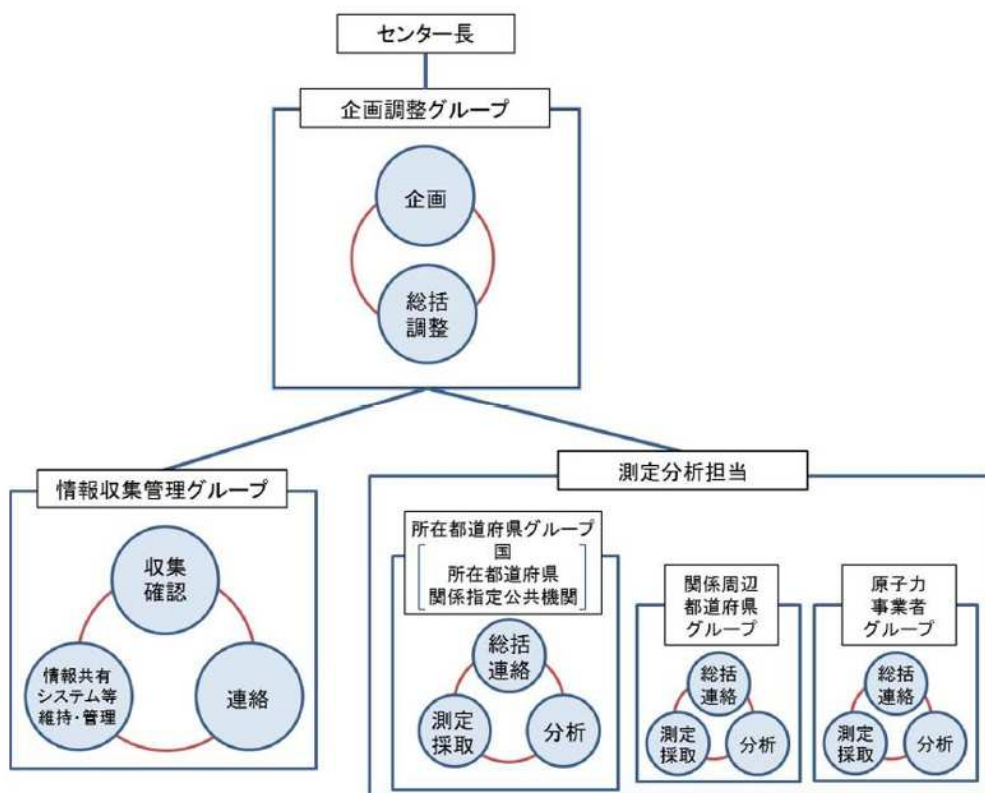 センター長
企画調整グループ
企画
総括
調整
情報収集管理グループ
収集
確認
情報共有
システム等
維持・管理
連絡
測定分析担当
所在都道府県グループ
国
所在都道府県
関係指定公共機関
総括
連絡
測定
採取
分析
関係周辺
都道府県
グループ
総括
連絡
測定
採取
分析
原子力
事業者
グループ
総括
連絡
測定
採取
分析